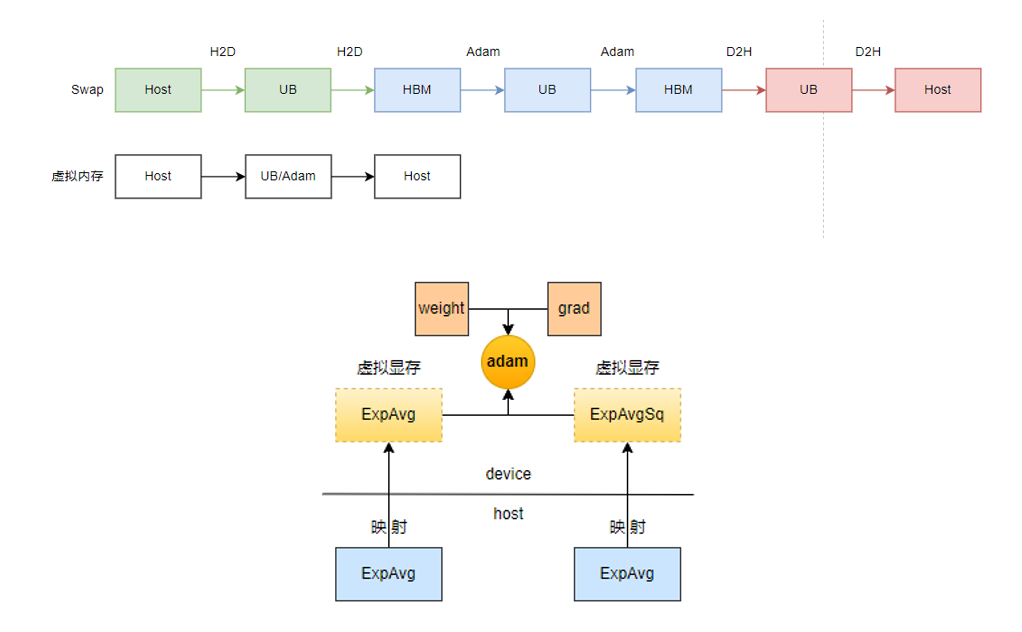 H2D H2D Adam Adam D2H D2H
Swap Host UB HBM UB HBM UB Host
虚拟内存 Host UB/Adam Host
weight grad
adam
虚拟显存 虚拟显存
ExpAvg ExpAvgSq
device
host
映 射 映 射
ExpAvg ExpAvg